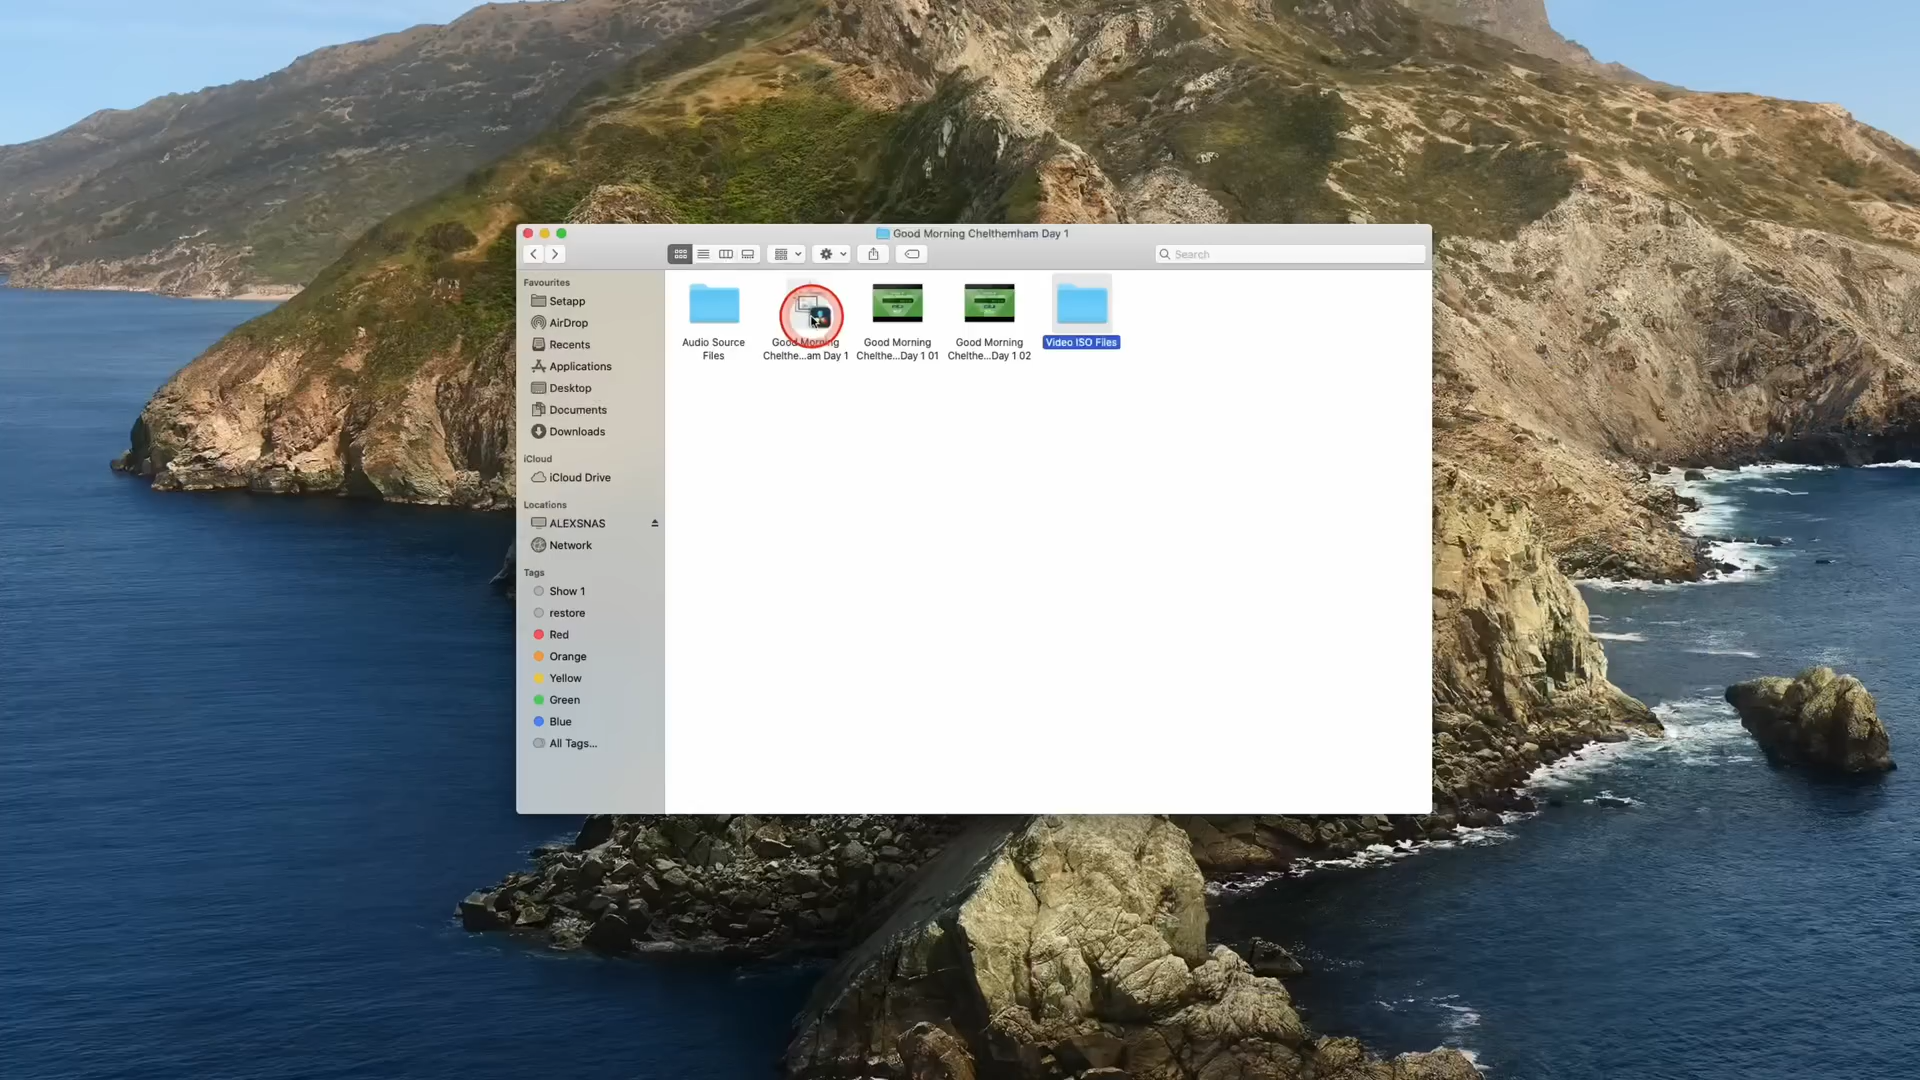 Good Morning Chelthemham Day 1
Search
Favourites
Setapp
AirDrop
Recents
Applications
Desktop
Documents
Downloads
iCloud
iCloud Drive
Locations
ALEXSNAS
Network
Tags
Show 1
restore
Red
Orange
Yellow
Green
Blue
All Tags...
Audio Source
Files
Good Morning
Chelthe...am Day 1
Good Morning
Chelthe...Day 1 01
Good Morning
Chelthe...Day 1 02
Video ISO Files